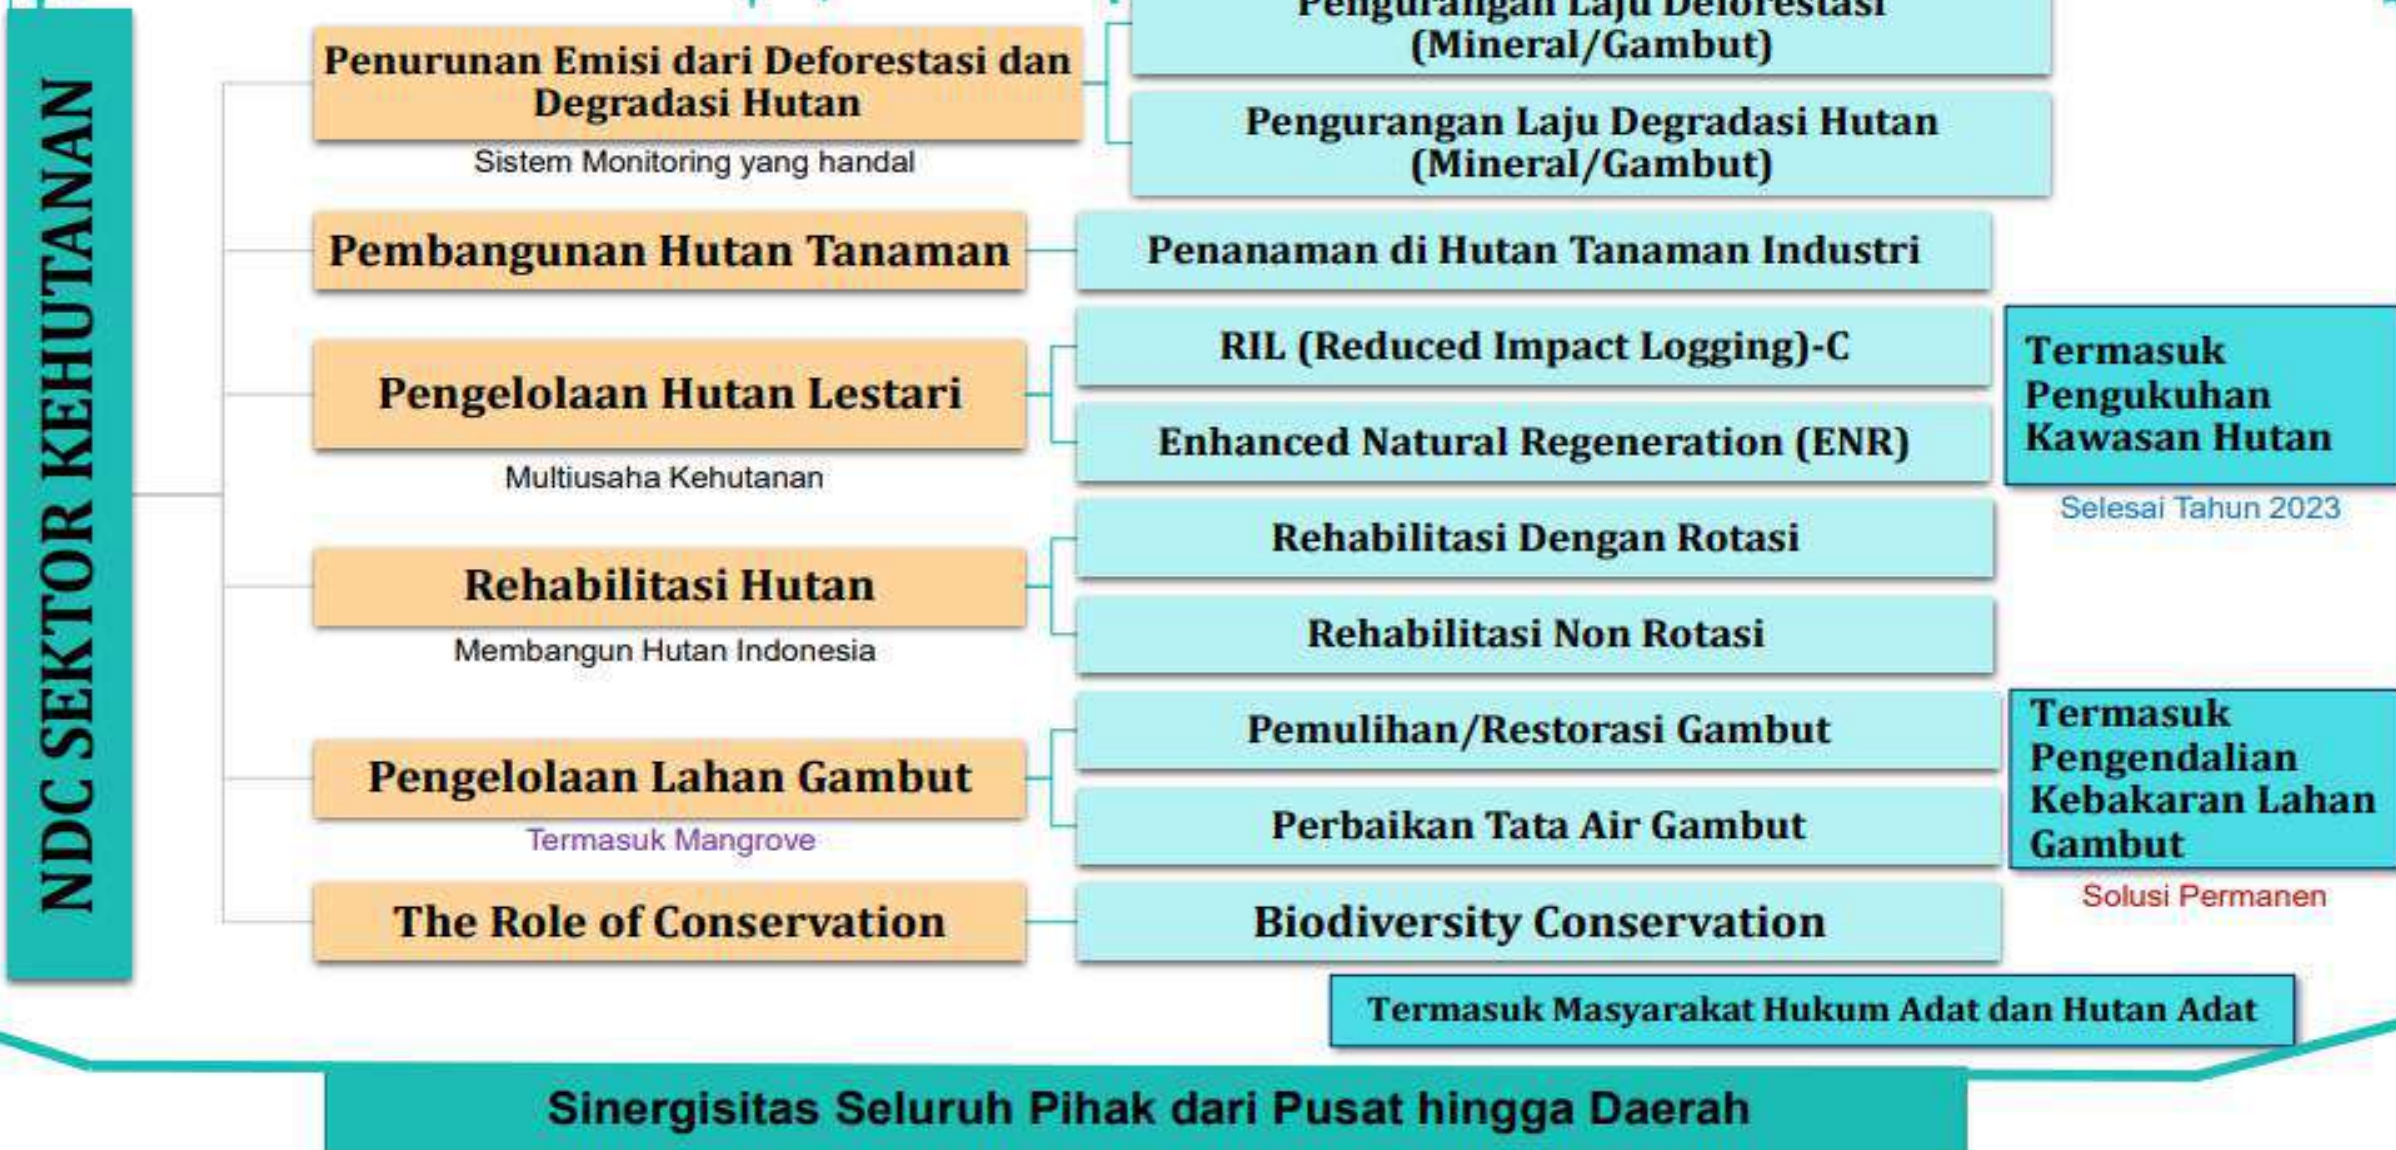 NDC SEKTOR KEHUTANAN
Penurunan Emisi dari Deforestasi dan
Degradasi Hutan
Sistem Monitoring yang handal
Pengurangan Laju Deforestasi
(Mineral/Gambut)
Pengurangan Laju Degradasi Hutan
(Mineral/Gambut)
Pembangunan Hutan Tanaman
Penanaman di Hutan Tanaman Industri
Pengelolaan Hutan Lestari
Multiusaha Kehutanan
RIL (Reduced Impact Logging)-C
Enhanced Natural Regeneration (ENR)
Termasuk
Pengukuhan
Kawasan Hutan
Selesai Tahun 2023
Rehabilitasi Hutan
Membangun Hutan Indonesia
Rehabilitasi Dengan Rotasi
Rehabilitasi Non Rotasi
Pengelolaan Lahan Gambut
Termasuk Mangrove
Pemulihan/Restorasi Gambut
Perbaikan Tata Air Gambut
Termasuk
Pengendalian
Kebakaran Lahan
Gambut
Solusi Permanen
The Role of Conservation
Biodiversity Conservation
Termasuk Masyarakat Hukum Adat dan Hutan Adat
Sinergisitas Seluruh Pihak dari Pusat hingga Daerah